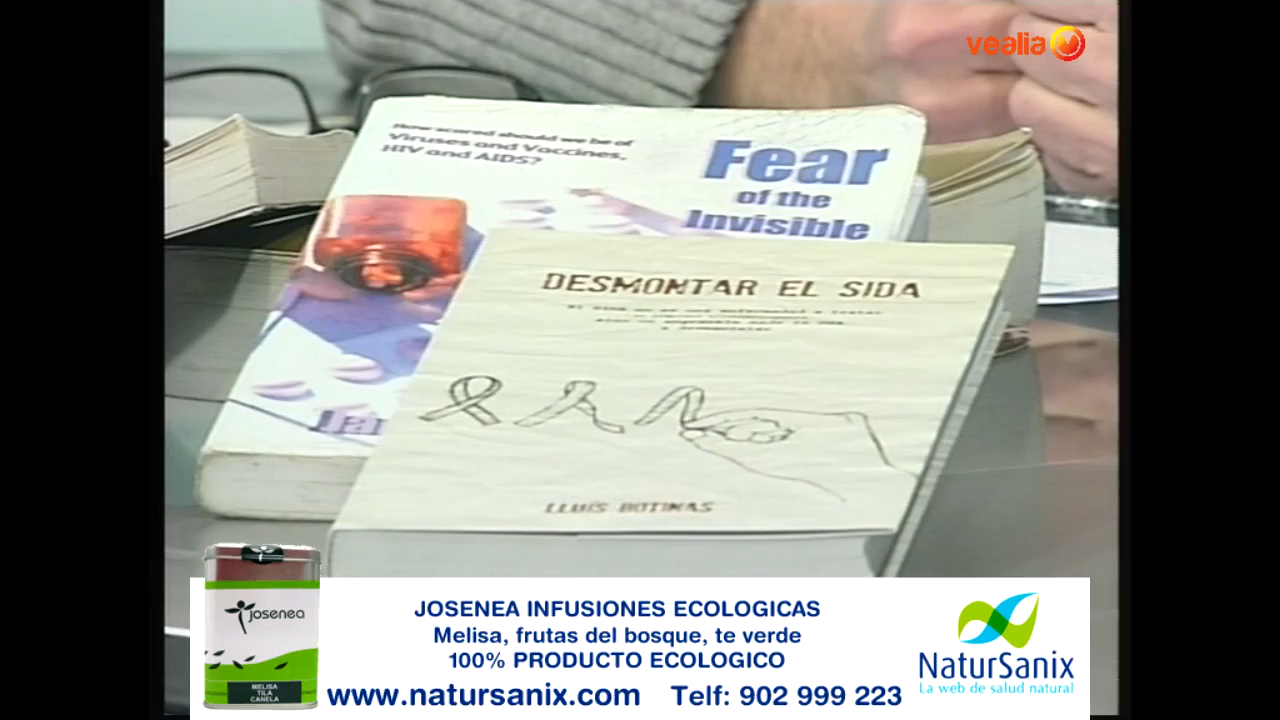 vealia
How scared should we be of
Viruses and Vaccines,
HIV and AIDS?
Fear
of the
Invisible
DESMONTAR EL SIDA
LLUÍS BOTINAS
josenea
MELISA
TILA
CANELA
JOSENEA INFUSIONES ECOLOGICAS
Melisa, frutas del bosque, te verde
100% PRODUCTO ECOLOGICO
www.natursanix.com Telf: 902 999 223
NaturSanix
La web de salud natural